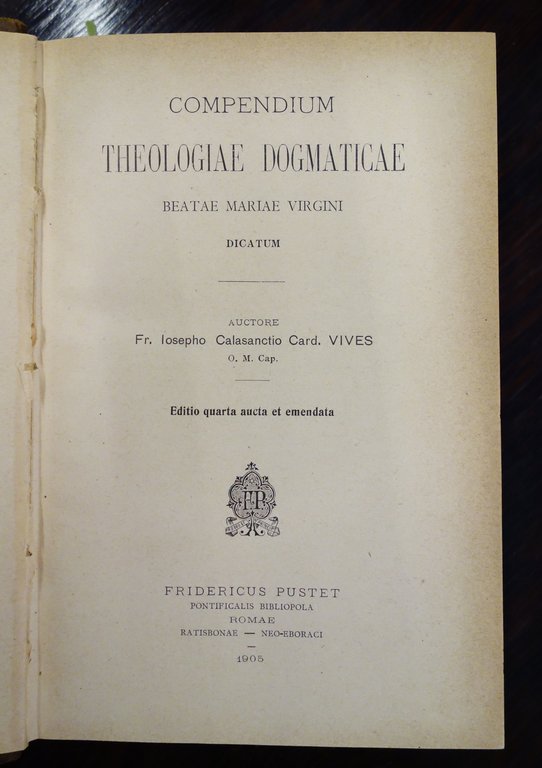 COMPENDIUM
THEOLOGIAE DOGMATICAE
BEATAE MARIAE VIRGINI
DICATUM
AUCTORE
Fr. Iosepho Calasanctio Card. VIVES
O. M. Cap.
Editio quarta aucta et emendata
FP
FRIDERICUS PUSTET
PONTIFICALIS BIBLIOPOLA
ROMAE
RATISBONAE — NEO-EBORACI
1905